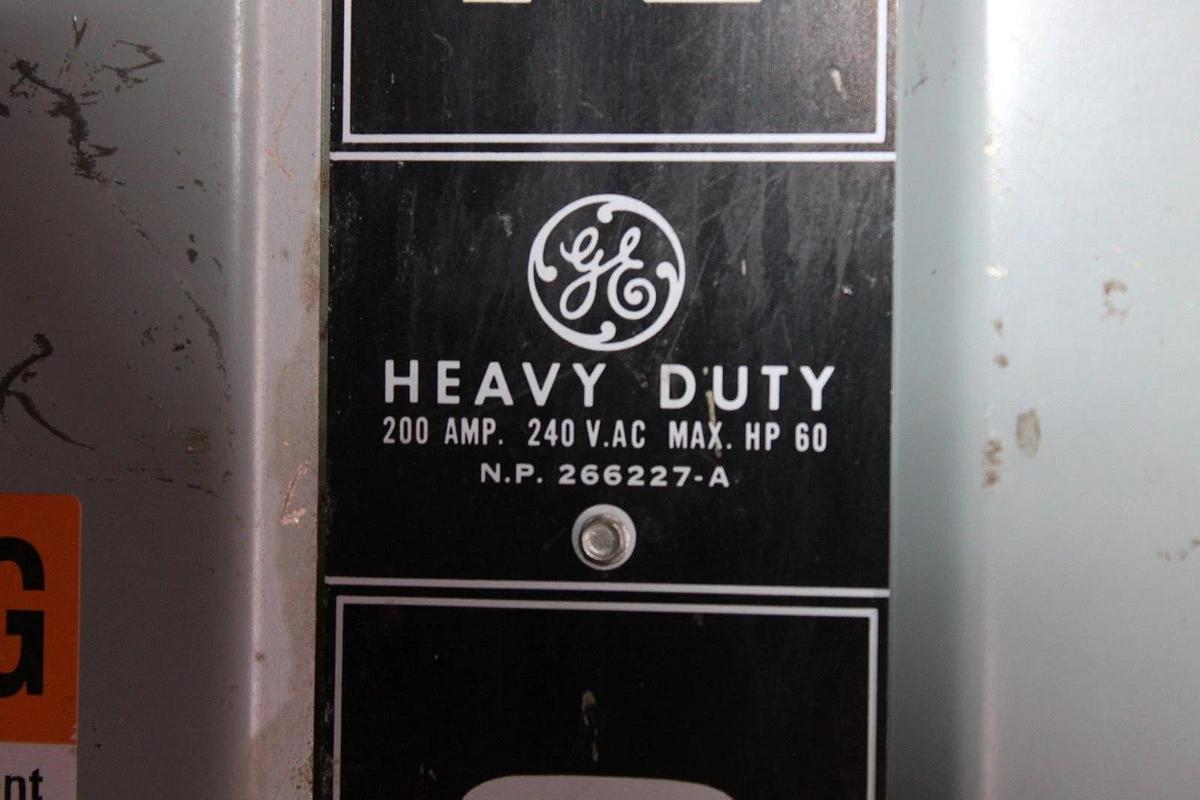 GE
HEAVY DUTY
200 AMP. 240 V.AC MAX. HP 60
N.P. 266227-A
G
nt